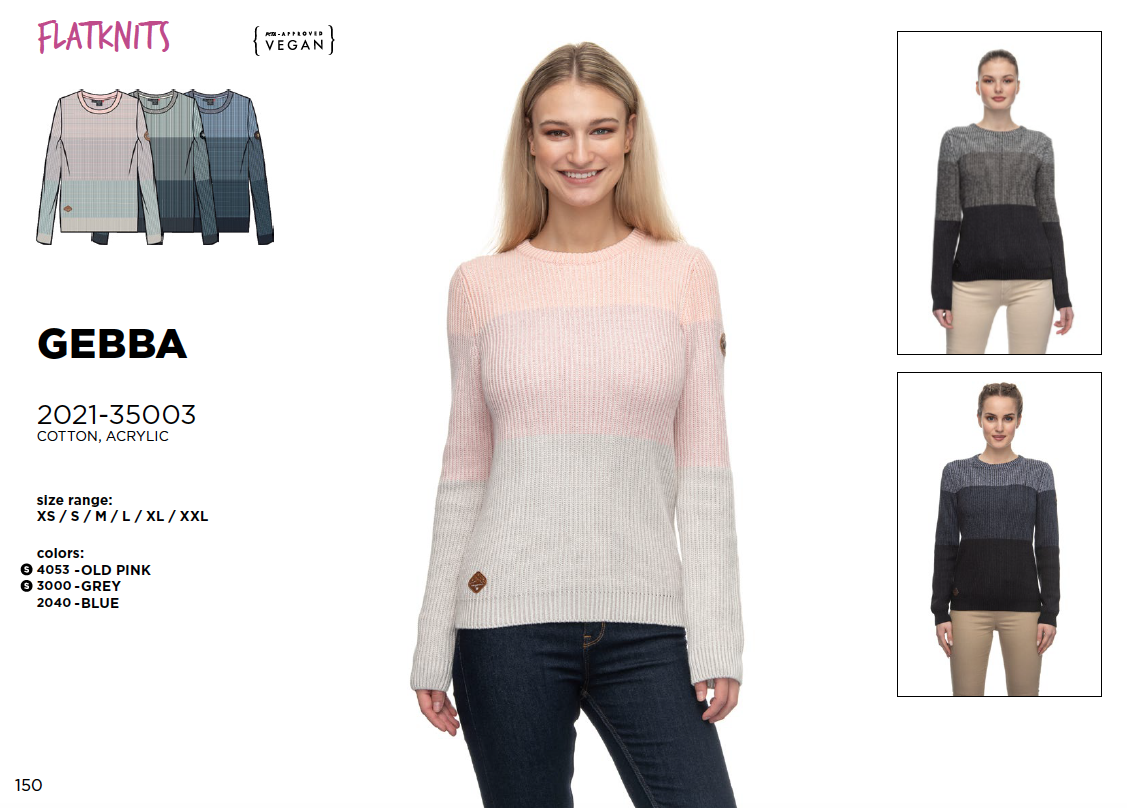 FLATKNITS
PETA-APPROVED
VEGAN
GEBBA
2021-35003
COTTON, ACRYLIC
size range:
XS / S / M / L / XL / XXL
colors:
S 4053 -OLD PINK
S 3000 -GREY
2040 -BLUE
150